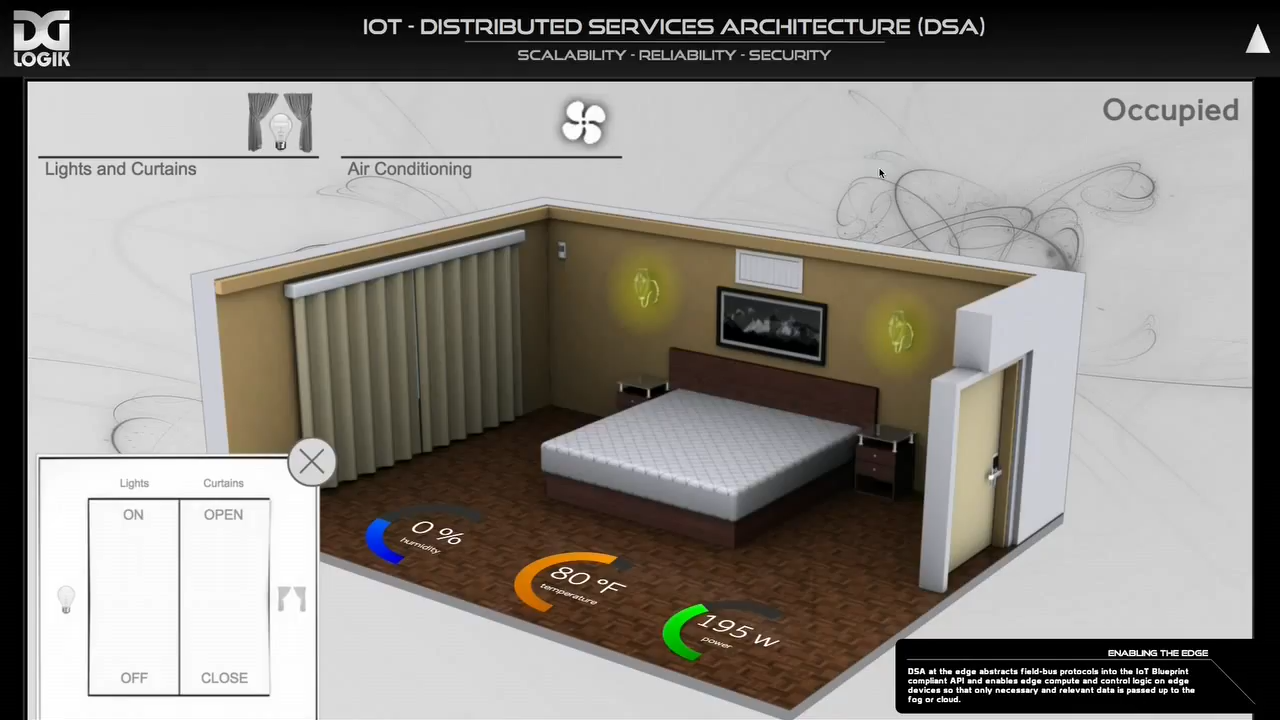 DG
LOGIK
IOT - DISTRIBUTED SERVICES ARCHITECTURE (DSA)
SCALABILITY - RELIABILITY - SECURITY
Occupied
Lights and Curtains
Air Conditioning
Lights
Curtains
ON
OPEN
OFF
CLOSE
0 %
humidity
80 °F
temperature
195 w
power
ENABLING THE EDGE
DSA at the edge abstracts field-bus protocols into the IoT Blueprint
compliant API and enables edge compute and control logic on edge
devices so that only necessary and relevant data is passed up to the
fog or cloud.